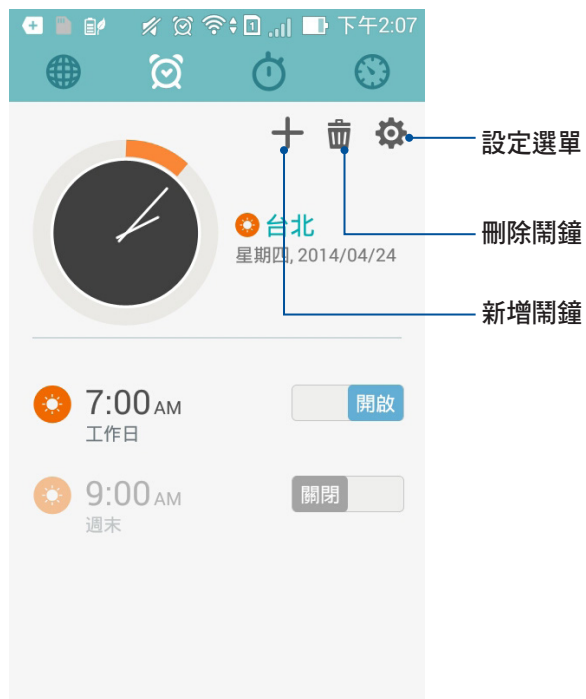 下午2:07
設定選單
刪除鬧鐘
台北
星期四, 2014/04/24
新增鬧鐘
7:00 AM 開啟
工作日
9:00 AM 關閉
週末